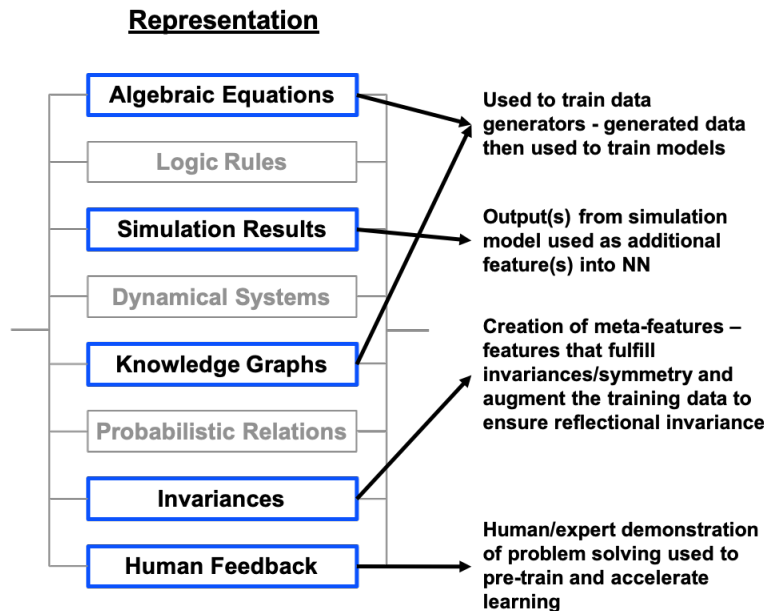 Representation
Algebraic Equations
Logic Rules
Simulation Results
Dynamical Systems
Knowledge Graphs
Probabilistic Relations
Invariances
Human Feedback
Used to train data
generators - generated data
then used to train models
Output(s) from simulation
model used as additional
feature(s) into NN
Creation of meta-features –
features that fulfill
invariances/symmetry and
augment the training data to
ensure reflectional invariance
Human/expert demonstration
of problem solving used to
pre-train and accelerate
learning